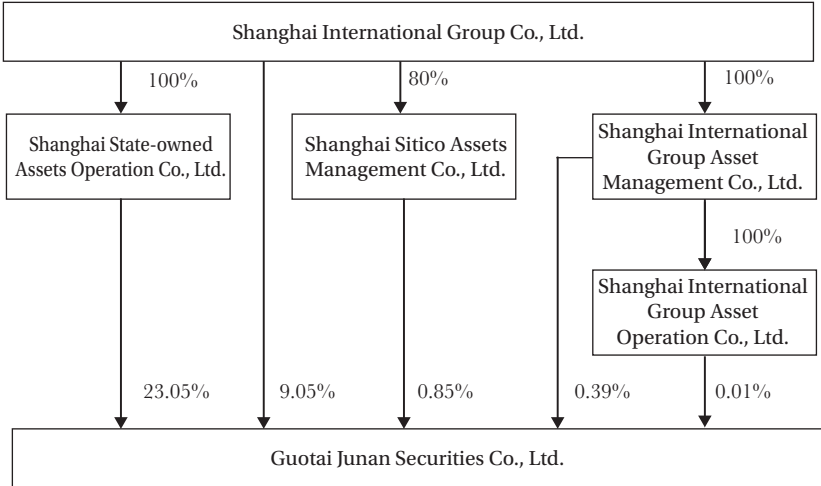 Shanghai International Group Co., Ltd.
100%
80%
100%
Shanghai State-owned
Assets Operation Co., Ltd.
Shanghai Sitico Assets
Management Co., Ltd.
Shanghai International
Group Asset
Management Co., Ltd.
100%
Shanghai International
Group Asset
Operation Co., Ltd.
23.05%
9.05%
0.85%
0.39%
0.01%
Guotai Junan Securities Co., Ltd.